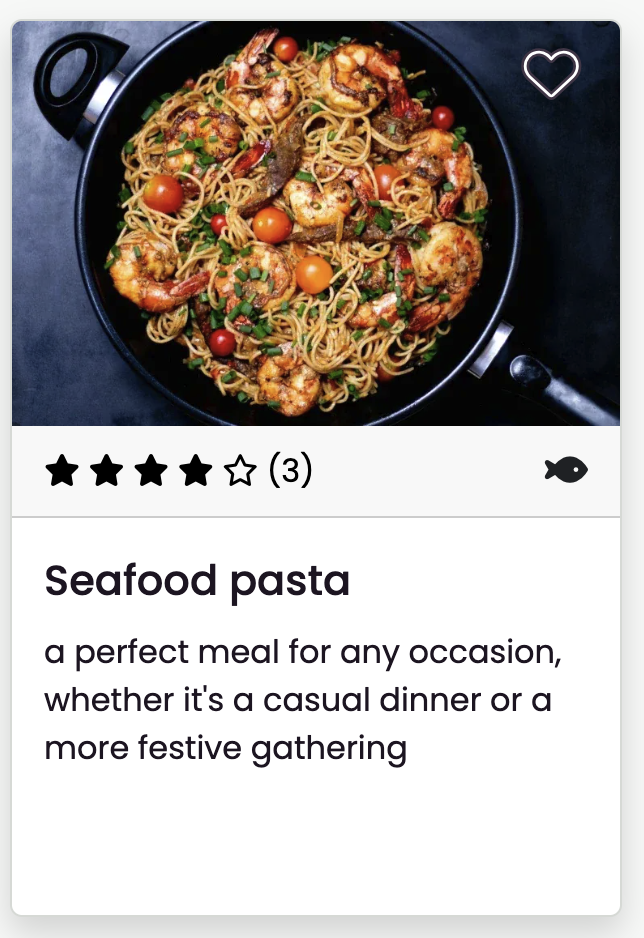 (3)
Seafood pasta
a perfect meal for any occasion,
whether it's a casual dinner or a
more festive gathering